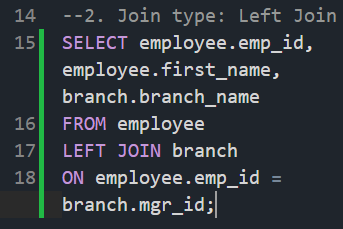 14 --2. Join type: Left Join
15 SELECT employee.emp_id,
employee.first_name,
branch.branch_name
16 FROM employee
17 LEFT JOIN branch
18 ON employee.emp_id =
branch.mgr_id;